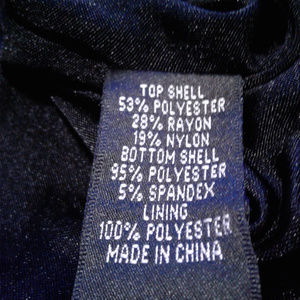 TOP SHELL
53% POLYESTER
28% RAYON
19% NYLON
BOTTOM SHELL
95% POLYESTER
5% SPANDEX
LINING
100% POLYESTER
MADE IN CHINA